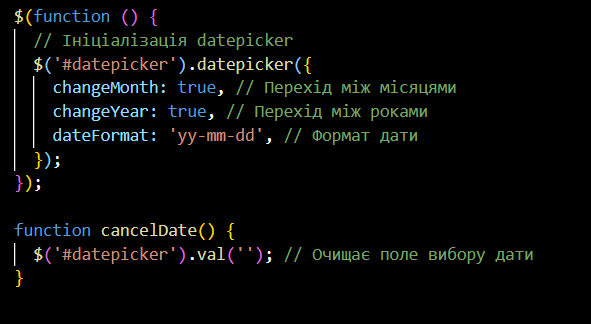 $(function () {
// Ініціалізація datepicker
$('#datepicker').datepicker({
changeMonth: true, // Перехід між місяцями
changeYear: true, // Перехід між роками
dateFormat: 'yy-mm-dd', // Формат дати
});
});
function cancelDate() {
$('#datepicker').val(''); // Очищає поле вибору дати
}